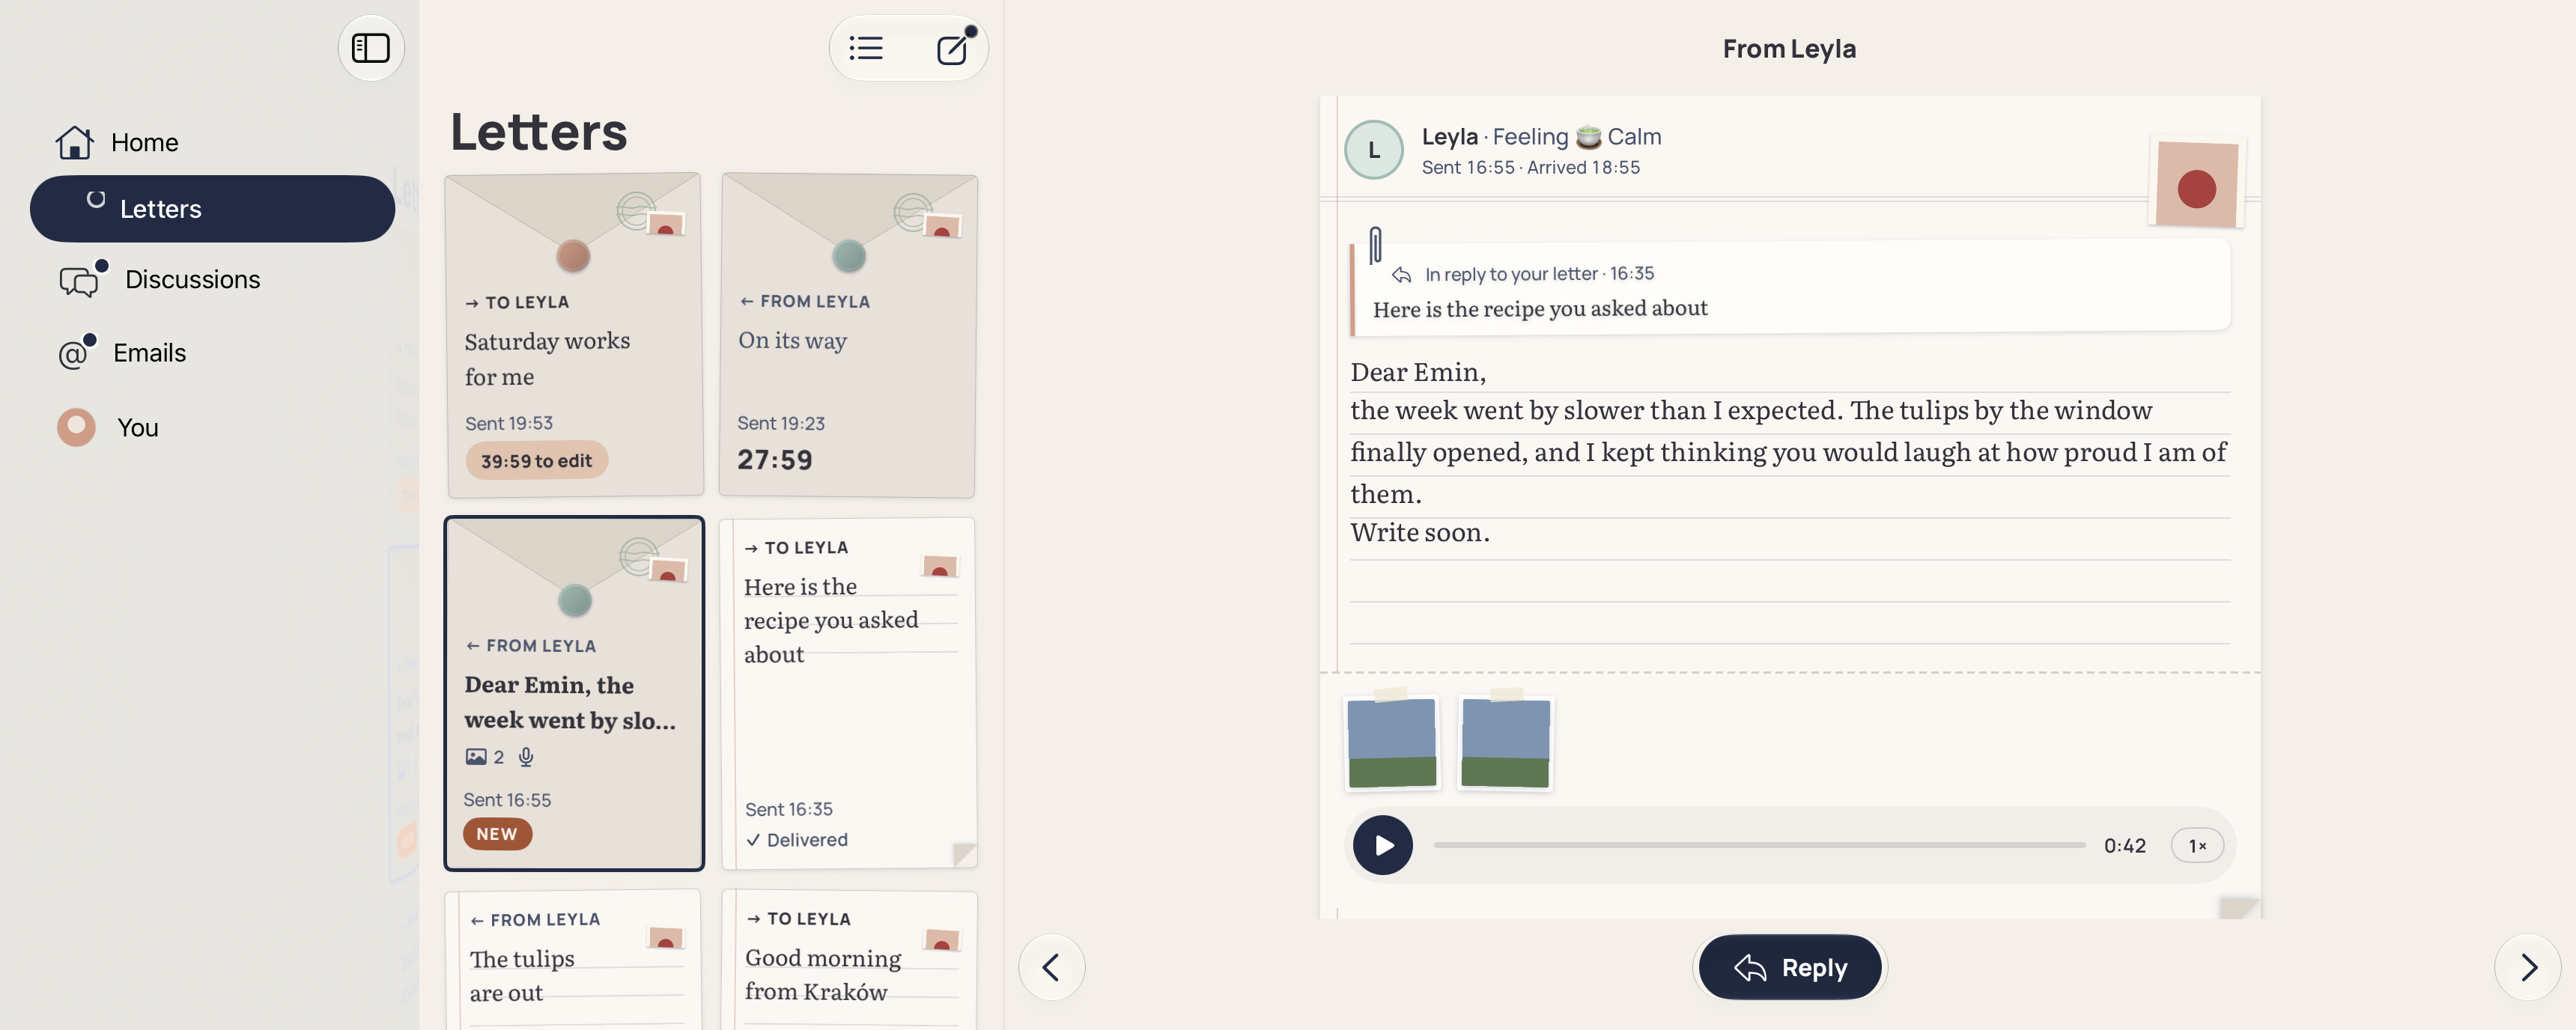 Home
Letters
Discussions
@ Emails
You
Letters
→ TO LEYLA
Saturday works
for me
Sent 19:53
39:59 to edit
← FROM LEYLA
On its way
Sent 19:23
27:59
← FROM LEYLA
Dear Emin, the
week went by slo...
2
Sent 16:55
NEW
→ TO LEYLA
Here is the
recipe you asked
about
Sent 16:35
✓ Delivered
← FROM LEYLA
The tulips
are out
→ TO LEYLA
Good morning
from Kraków
From Leyla
L
Leyla · Feeling 🍵 Calm
Sent 16:55 · Arrived 18:55
In reply to your letter · 16:35
Here is the recipe you asked about
Dear Emin,
the week went by slower than I expected. The tulips by the window
finally opened, and I kept thinking you would laugh at how proud I am of
them.
Write soon.
0:42
1×
Reply